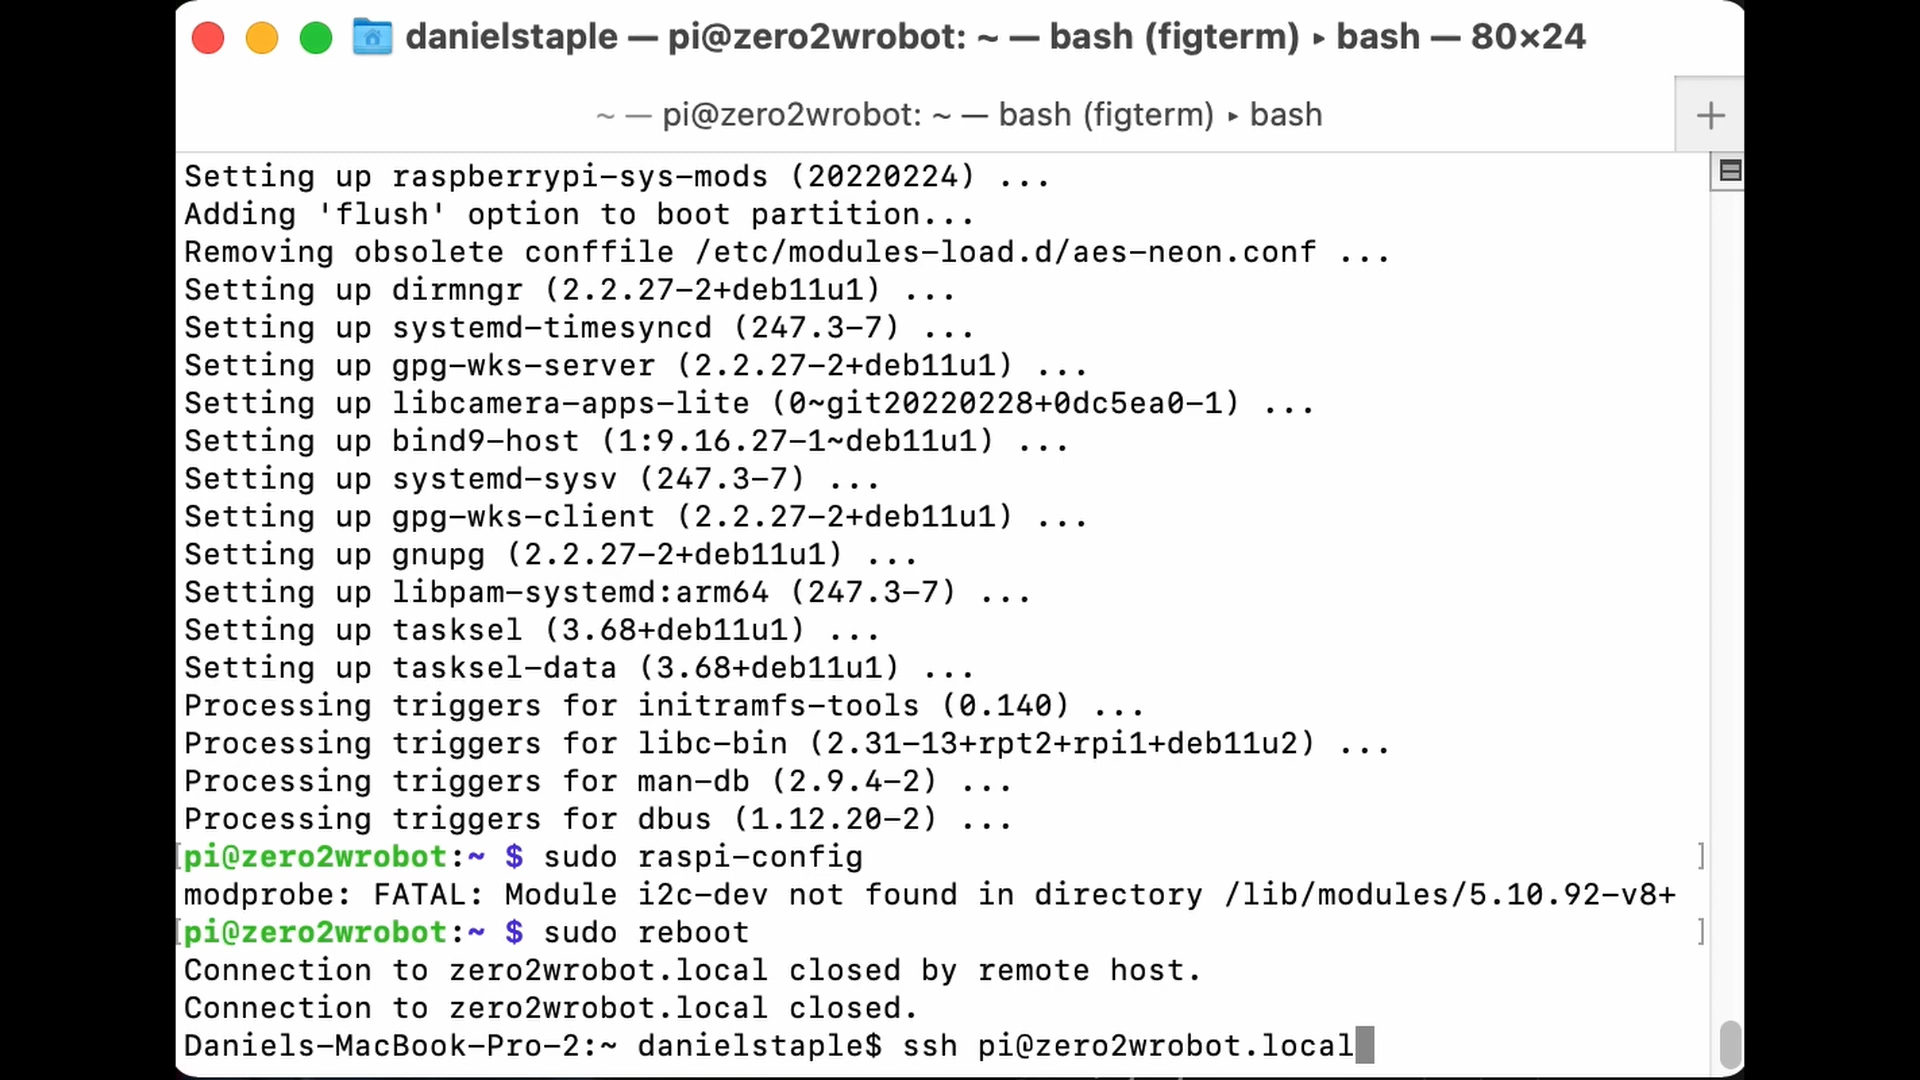 danielstaple — pi@zero2wrobot: ~ — bash (figterm) ▸ bash — 80×24
~ — pi@zero2wrobot: ~ — bash (figterm) ▸ bash
Setting up raspberrypi-sys-mods (20220224) ...
Adding 'flush' option to boot partition...
Removing obsolete conffile /etc/modules-load.d/aes-neon.conf ...
Setting up dirmngr (2.2.27-2+deb11u1) ...
Setting up systemd-timesyncd (247.3-7) ...
Setting up gpg-wks-server (2.2.27-2+deb11u1) ...
Setting up libcamera-apps-lite (0~git20220228+0dc5ea0-1) ...
Setting up bind9-host (1:9.16.27-1~deb11u1) ...
Setting up systemd-sysv (247.3-7) ...
Setting up gpg-wks-client (2.2.27-2+deb11u1) ...
Setting up gnupg (2.2.27-2+deb11u1) ...
Setting up libpam-systemd:arm64 (247.3-7) ...
Setting up tasksel (3.68+deb11u1) ...
Setting up tasksel-data (3.68+deb11u1) ...
Processing triggers for initramfs-tools (0.140) ...
Processing triggers for libc-bin (2.31-13+rpt2+rpi1+deb11u2) ...
Processing triggers for man-db (2.9.4-2) ...
Processing triggers for dbus (1.12.20-2) ...
[pi@zero2wrobot:~ $ sudo raspi-config ]
modprobe: FATAL: Module i2c-dev not found in directory /lib/modules/5.10.92-v8+
[pi@zero2wrobot:~ $ sudo reboot ]
Connection to zero2wrobot.local closed by remote host.
Connection to zero2wrobot.local closed.
Daniels-MacBook-Pro-2:~ danielstaple$ ssh pi@zero2wrobot.local